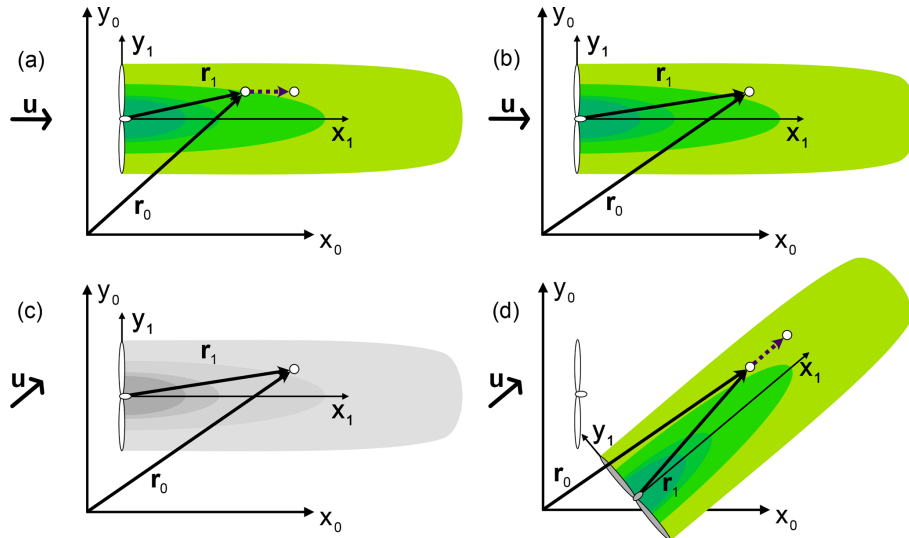 (a)
y₀
y₁
r₁
u
x₁
r₀
x₀
(b)
y₀
y₁
r₁
u
x₁
r₀
x₀
(c)
y₀
y₁
r₁
u
x₁
r₀
x₀
(d)
y₀
u
x₁
y₁
r₀
r₁
x₀